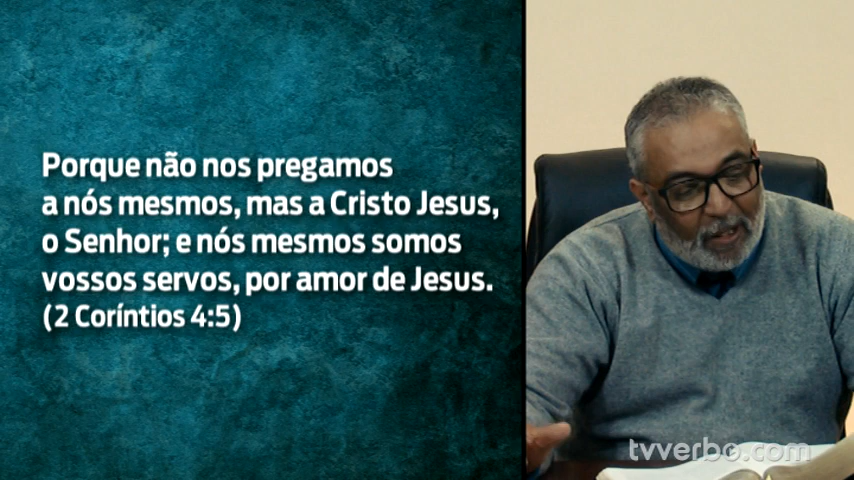 Porque não nos pregamos
a nós mesmos, mas a Cristo Jesus,
o Senhor; e nós mesmos somos
vossos servos, por amor de Jesus.
(2 Coríntios 4:5)
tvverbo.com